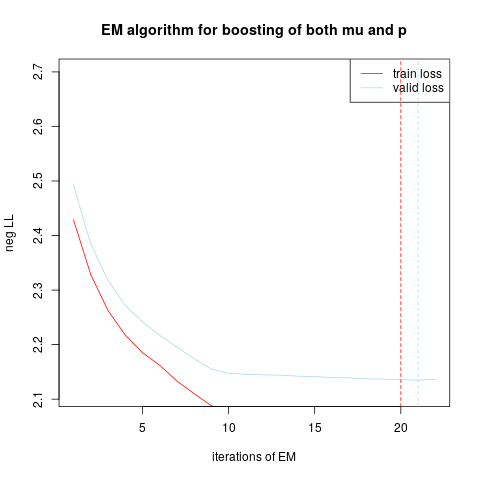 EM algorithm for boosting of both mu and p
train loss
valid loss
neg LL
2.7
2.6
2.5
2.4
2.3
2.2
2.1
5
10
15
20
iterations of EM